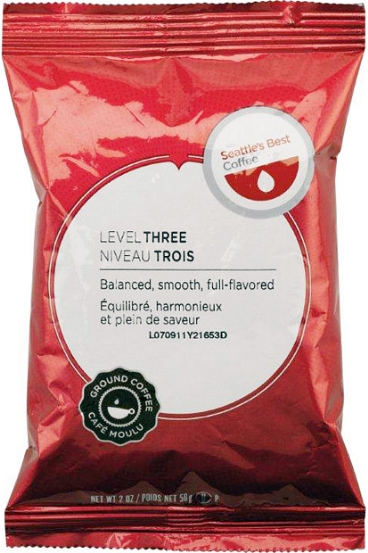 Seattle's Best
Coffee
LEVEL THREE
NIVEAU TROIS
Balanced, smooth, full-flavored
Équilibré, harmonieux
et plein de saveur
L070911Y21653D
GROUND COFFEE
CAFÉ MOULU
NET WT 2 OZ / POIDS NET 56g U P